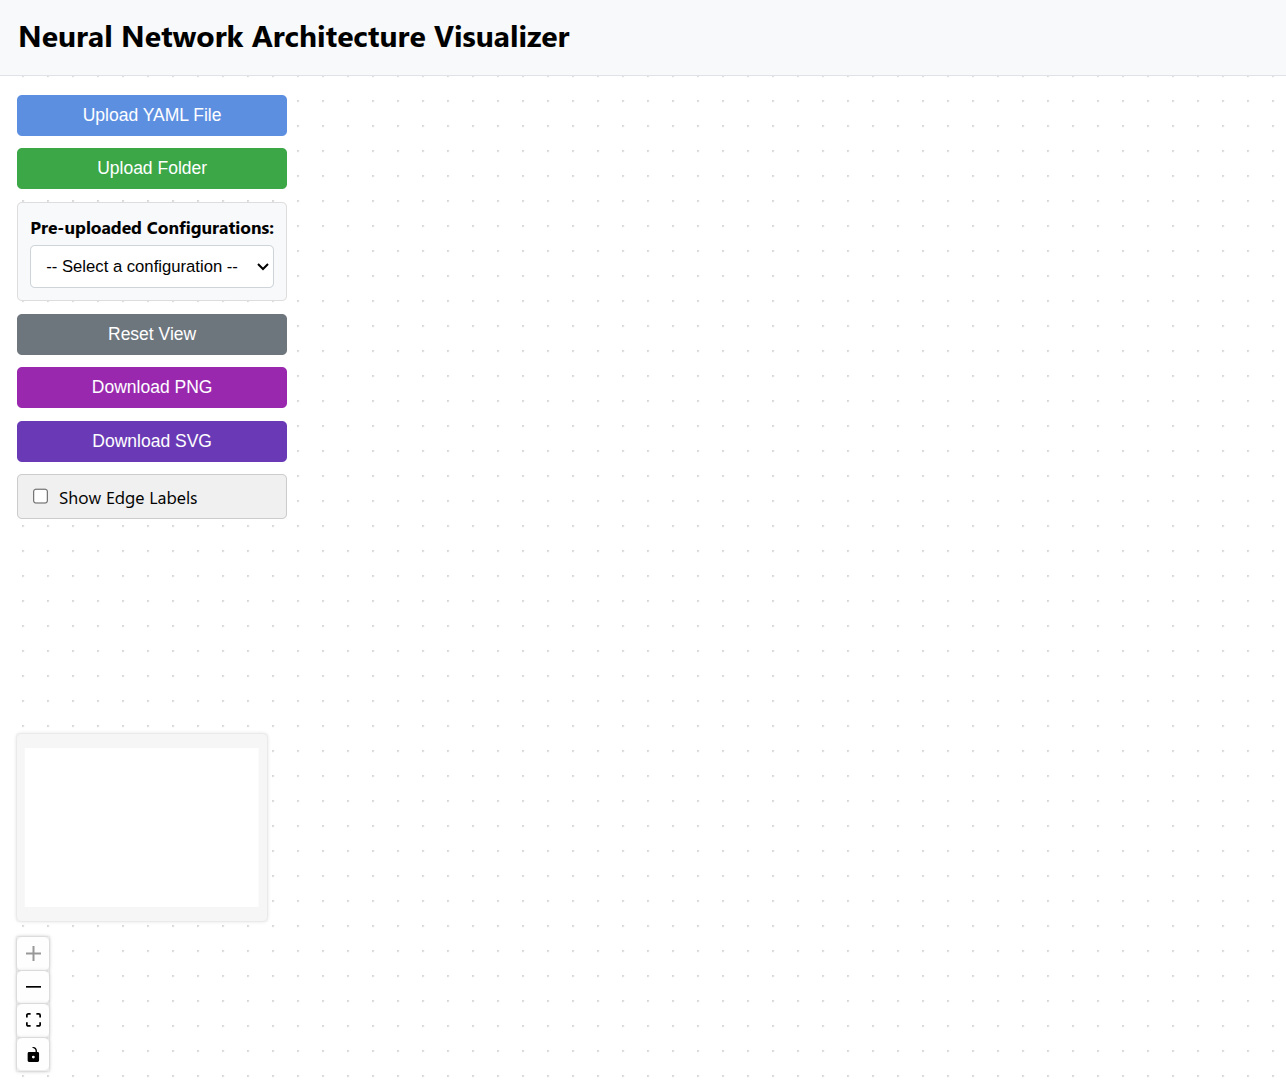 Neural Network Architecture Visualizer
Upload YAML File
Upload Folder
Pre-uploaded Configurations:
-- Select a configuration --
Reset View
Download PNG
Download SVG
Show Edge Labels